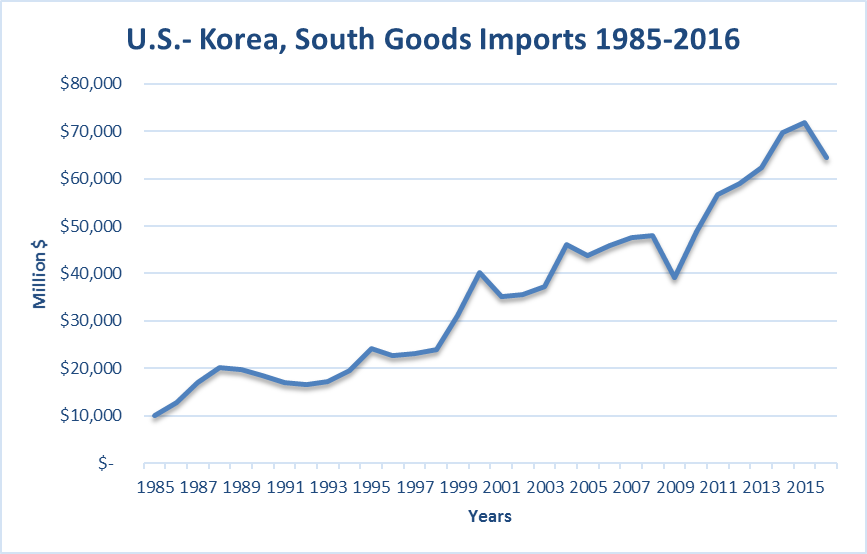 U.S.- Korea, South Goods Imports 1985-2016
$80,000
$70,000
$60,000
$50,000
$40,000
$30,000
$20,000
$10,000
$-
Million $
1985 1987 1989 1991 1993 1995 1997 1999 2001 2003 2005 2007 2009 2011 2013 2015
Years